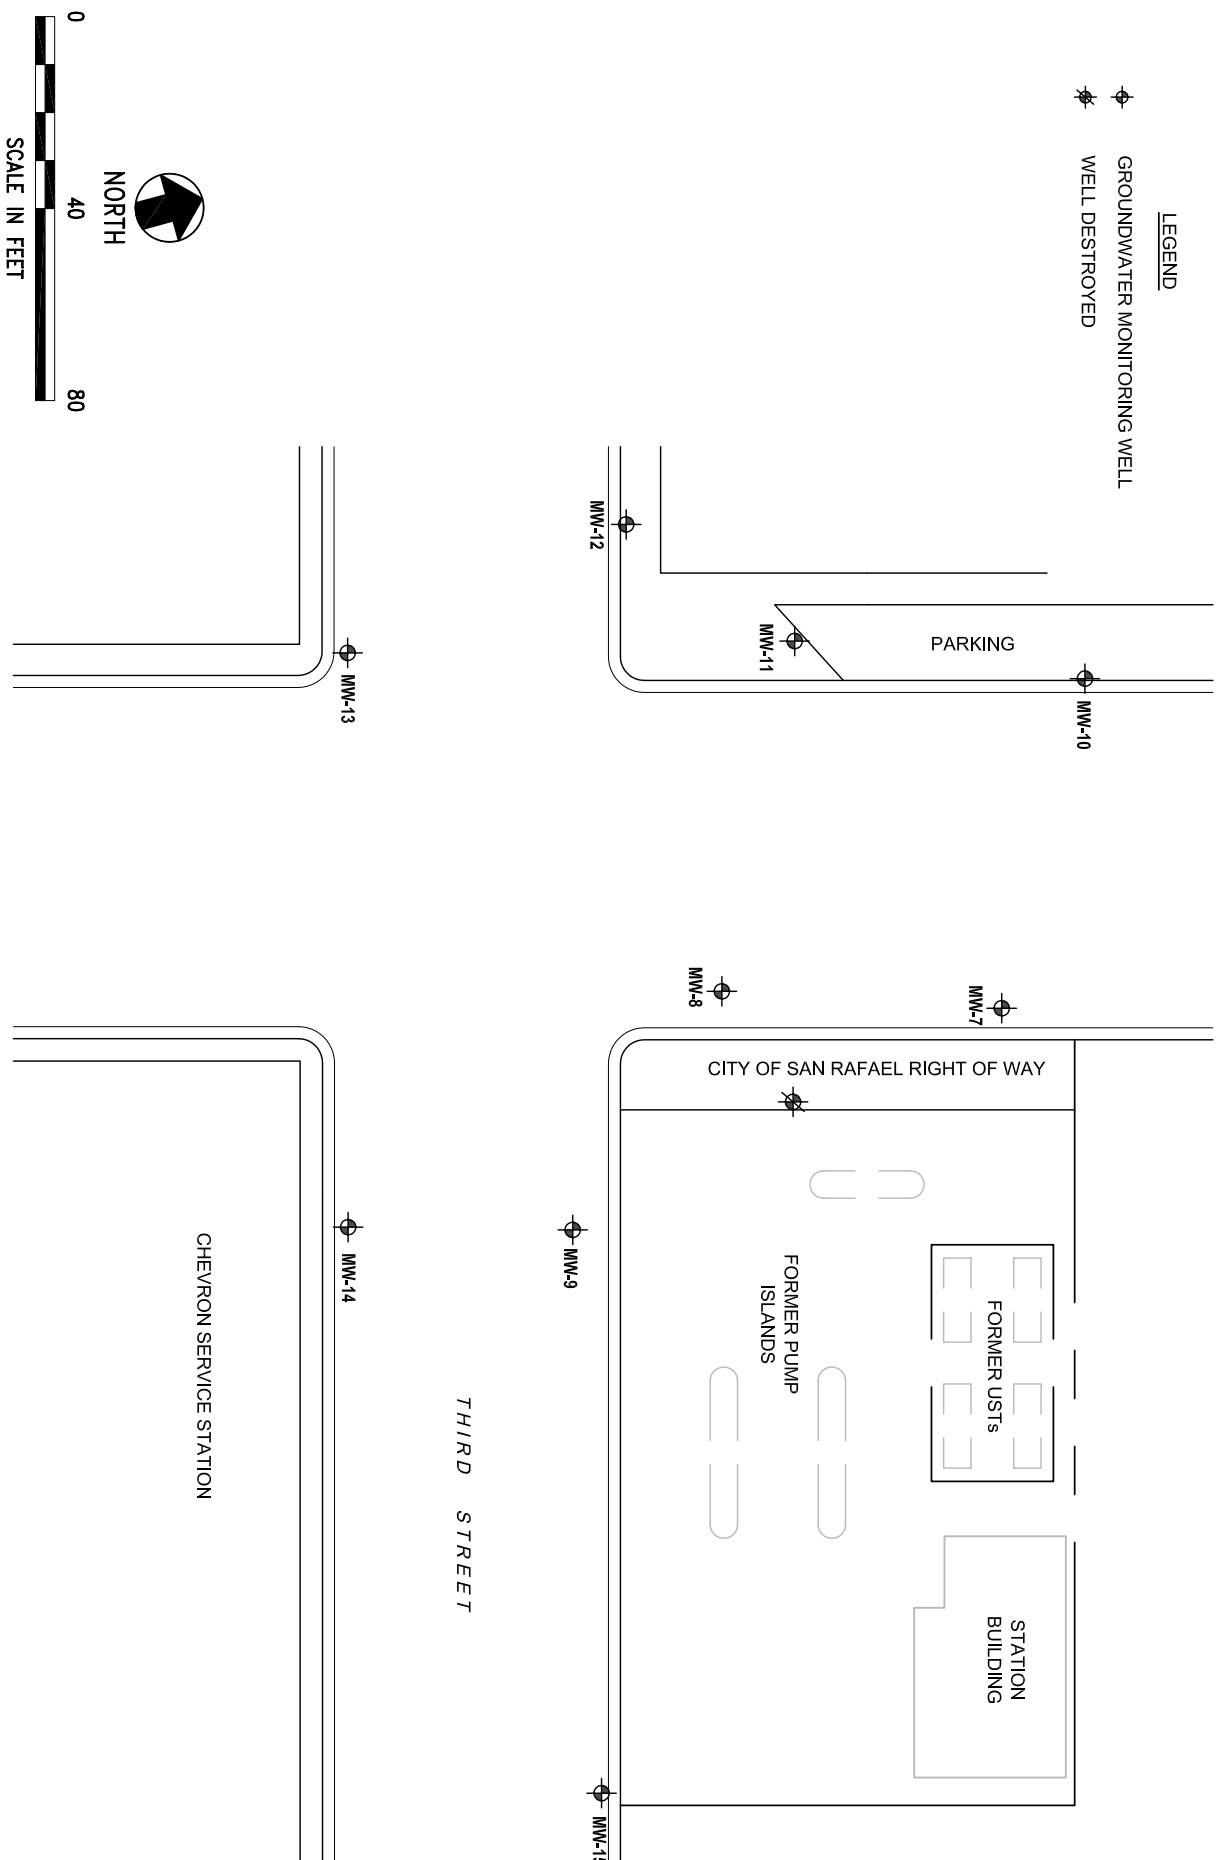 LEGEND
GROUNDWATER MONITORING WELL
WELL DESTROYED
NORTH
0
40
80
SCALE IN FEET
MW-12
MW-11
PARKING
MW-10
MW-13
MW-8
MW-7
CITY OF SAN RAFAEL RIGHT OF WAY
MW-9
MW-14
FORMER PUMP
ISLANDS
FORMER USTs
CHEVRON SERVICE STATION
THIRD STREET
STATION
BUILDING
MW-15